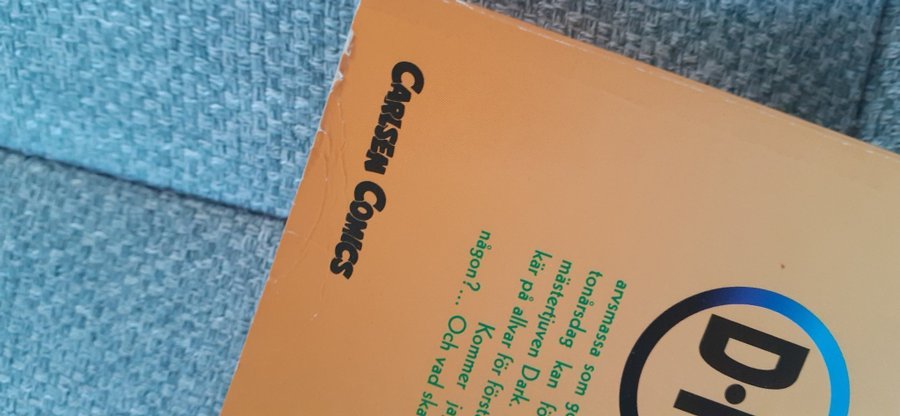 D·
arvsmassa som
tonårsdag kan
mästertjuven Dark.
kär på allvar för först
Kommer
någon?... Och vad ska
CARLSEN COMICS